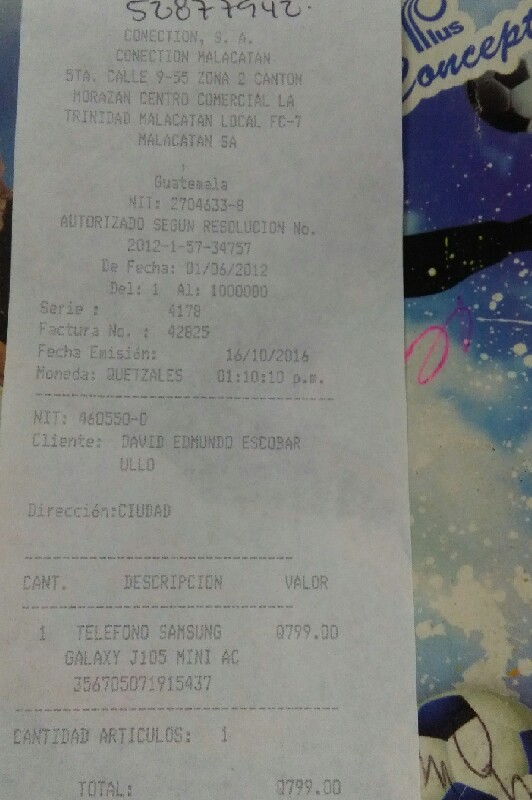 52877942.
CONECTION, S. A.
CONECTION MALACATAN
5TA. CALLE 9-55 ZONA 2 CANTON
MORAZAN CENTRO COMERCIAL LA
TRINIDAD MALACATAN LOCAL FC-7
MALACATAN SA
Guatemala
NIT: 2704633-8
AUTORIZADO SEGUN RESOLUCION No.
2012-1-57-34757
De Fecha: 01/06/2012
Del: 1 Al: 1000000
Serie : 4178
Factura No. : 42825
Fecha Emisión: 16/10/2016
Moneda: QUETZALES 01:10:10 p.m.
NIT: 460550-0
Cliente: DAVID EDMUNDO ESCOBAR
ULLO
Dirección:CIUDAD
CANT. DESCRIPCION VALOR
1 TELEFONO SAMSUNG Q799.00
GALAXY J105 MINI AC
356705071915437
CANTIDAD ARTICULOS: 1
TOTAL: Q799.00
Plus
Concept